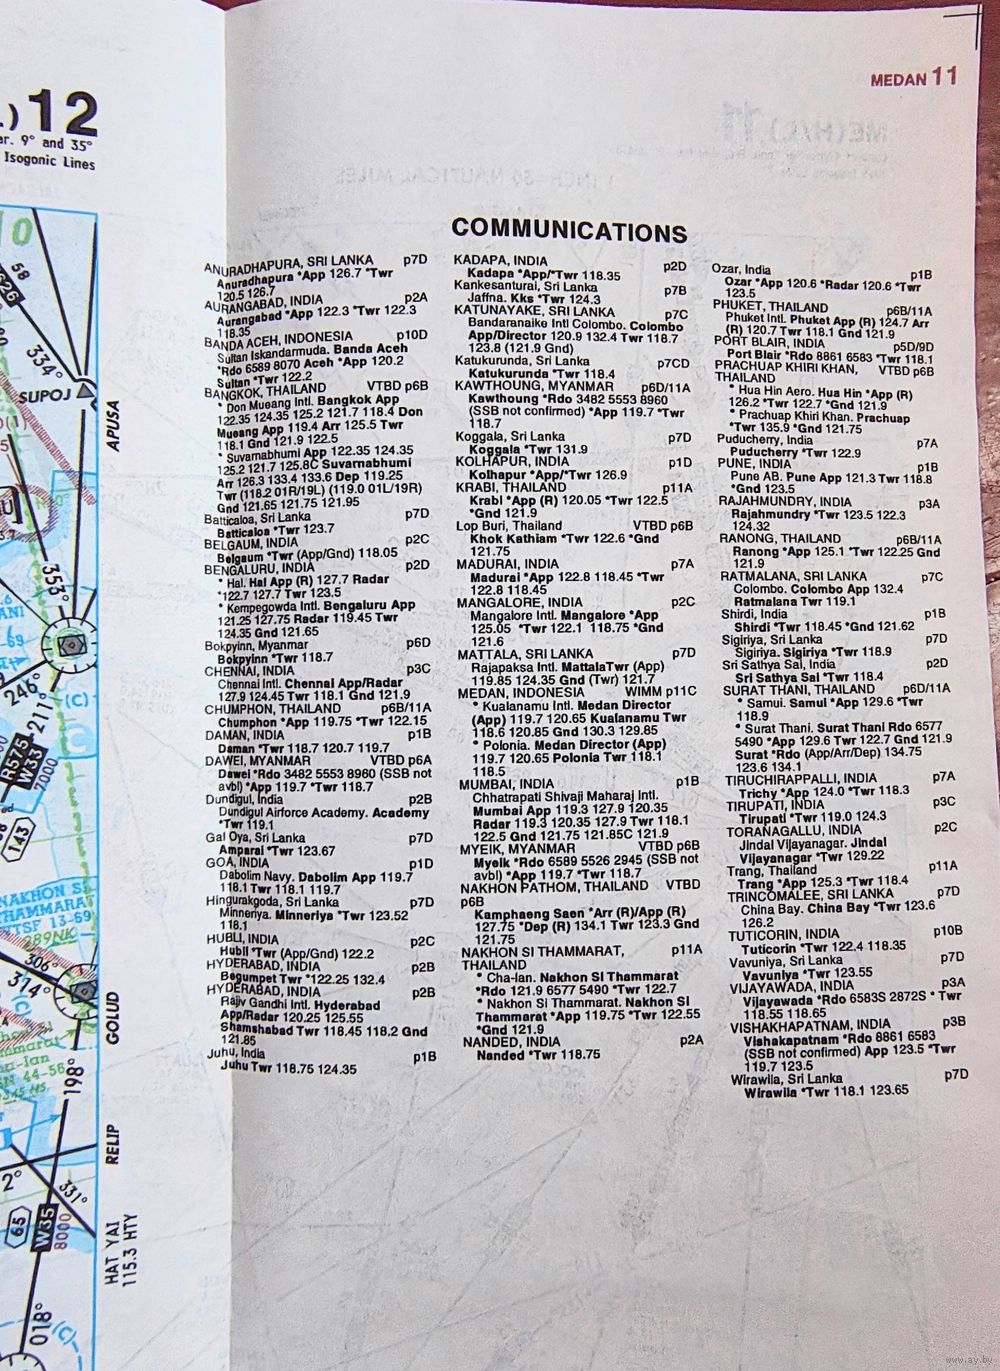 12
ar. 9° and 35°
Isogonic Lines
MEDAN 11
COMMUNICATIONS
ANURADHAPURA, SRI LANKA p7D
Anuradhapura *App 126.7 *Twr
120.5 126.7
AURANGABAD, INDIA p2A
Aurangabad *App 122.3 *Twr 122.3
118.35
BANDA ACEH, INDONESIA p10D
Sultan Iskandarmuda. Banda Aceh
*Rdo 6589 8070 Aceh *App 120.2
Sultan *Twr 122.2
BANGKOK, THAILAND VTBD p6B
* Don Mueang Intl. Bangkok App
122.35 124.35 125.2 121.7 118.4 Don
Mueang App 119.4 Arr 125.5 Twr
118.1 Gnd 121.9 122.5
* Suvarnabhumi App 122.35 124.35
125.2 121.7 125.8C Suvarnabhumi
Arr 126.3 133.4 133.6 Dep 119.25
Twr (118.2 01R/19L) (119.0 01L/19R)
Gnd 121.65 121.75 121.95
Batticaloa, Sri Lanka p7D
Batticaloa *Twr 123.7
BELGAUM, INDIA p2C
Belgaum *Twr (App/Gnd) 118.05
BENGALURU, INDIA p2D
* Hal. Hal App (R) 127.7 Radar
*122.7 127.7 Twr 123.5
* Kempegowda Intl. Bengaluru App
121.25 127.75 Radar 119.45 Twr
124.35 Gnd 121.65
Bokpyinn, Myanmar p6D
Bokpyinn *Twr 118.7
CHENNAI, INDIA p3C
Chennai Intl. Chennai App/Radar
127.9 124.45 Twr 118.1 Gnd 121.9
CHUMPHON, THAILAND p6B/11A
Chumphon *App 119.75 *Twr 122.15
DAMAN, INDIA p1B
Daman *Twr 118.7 120.7 119.7
DAWEI, MYANMAR VTBD p6A
Dawei *Rdo 3482 5553 8960 (SSB not
avbl) *App 119.7 *Twr 118.7
Dundigul, India p2B
Dundigul Airforce Academy. Academy
*Twr 119.1
Gal Oya, Sri Lanka p7D
Amparai *Twr 123.67
GOA, INDIA p1D
Dabolim Navy. Dabolim App 119.7
118.1 Twr 118.1 119.7
Hingurakgoda, Sri Lanka p7D
Minneriya. Minneriya *Twr 123.52
118.1
HUBLI, INDIA p2C
Hubli *Twr (App/Gnd) 122.2
HYDERABAD, INDIA p2B
Begumpet Twr *122.25 132.4
HYDERABAD, INDIA p2B
Rajiv Gandhi Intl. Hyderabad
App/Radar 120.25 125.55
Shamshabad Twr 118.45 118.2 Gnd
121.85
Juhu, India p1B
Juhu Twr 118.75 124.35
KADAPA, INDIA p2D
Kadapa *App/*Twr 118.35
Kankesanturai, Sri Lanka p7B
Jaffna. Kks *Twr 124.3
KATUNAYAKE, SRI LANKA p7C
Bandaranaike Intl Colombo. Colombo
App/Director 120.9 132.4 Twr 118.7
123.8 (121.9 Gnd)
Katukurunda, Sri Lanka p7CD
Katukurunda *Twr 118.4
KAWTHOUNG, MYANMAR p6D/11A
Kawthoung *Rdo 3482 5553 8960
(SSB not confirmed) *App 119.7 *Twr
118.7
Koggala, Sri Lanka p7D
Koggala *Twr 131.9
KOLHAPUR, INDIA p1D
Kolhapur *App/*Twr 126.9
KRABI, THAILAND p11A
Krabi *App (R) 120.05 *Twr 122.5
*Gnd 121.9
Lop Buri, Thailand VTBD p6B
Khok Kathiam *Twr 122.6 *Gnd
121.75
MADURAI, INDIA p7A
Madurai *App 122.8 118.45 *Twr
122.8 118.45
MANGALORE, INDIA p2C
Mangalore Intl. Mangalore *App
125.05 *Twr 122.1 118.75 *Gnd
121.6
MATTALA, SRI LANKA p7D
Rajapaksa Intl. MattalaTwr (App)
119.85 124.35 Gnd (Twr) 121.7
MEDAN, INDONESIA WIMM p11C
* Kualanamu Intl. Medan Director
(App) 119.7 120.65 Kualanamu Twr
118.6 120.85 Gnd 130.3 129.85
* Polonia. Medan Director (App)
119.7 120.65 Polonia Twr 118.1
118.5
MUMBAI, INDIA p1B
Chhatrapati Shivaji Maharaj Intl.
Mumbai App 119.3 127.9 120.35
Radar 119.3 120.35 127.9 Twr 118.1
122.5 Gnd 121.75 121.85C 121.9
MYEIK, MYANMAR VTBD p6B
Myeik *Rdo 6589 5526 2945 (SSB not
avbl) *App 119.7 *Twr 118.7
NAKHON PATHOM, THAILAND VTBD
p6B
Kamphaeng Saen *Arr (R)/App (R)
127.75 *Dep (R) 134.1 Twr 123.3 Gnd
121.75
NAKHON SI THAMMARAT, p11A
THAILAND
* Cha-Ian. Nakhon Si Thammarat
*Rdo 121.9 6577 5490 *Twr 122.7
* Nakhon Si Thammarat. Nakhon Si
Thammarat *App 119.75 *Twr 122.55
*Gnd 121.9
NANDED, INDIA p2A
Nanded *Twr 118.75
Ozar, India p1B
Ozar *App 120.6 *Radar 120.6 *Twr
123.5
PHUKET, THAILAND p6B/11A
Phuket Intl. Phuket App (R) 124.7 Arr
(R) 120.7 Twr 118.1 Gnd 121.9
PORT BLAIR, INDIA p5D/9D
Port Blair *Rdo 8861 6583 *Twr 118.1
PRACHUAP KHIRI KHAN, VTBD p6B
THAILAND
* Hua Hin Aero. Hua Hin *App (R)
126.2 *Twr 122.7 *Gnd 121.9
* Prachuap Khiri Khan. Prachuap
*Twr 135.9 *Gnd 121.75
Puducherry, India p7A
Puducherry *Twr 122.9
PUNE, INDIA p1B
Pune AB. Pune App 121.3 Twr 118.8
*Gnd 123.5
RAJAHMUNDRY, INDIA p3A
Rajahmundry *Twr 123.5 122.3
124.32
RANONG, THAILAND p6B/11A
Ranong *App 125.1 *Twr 122.25 Gnd
121.9
RATMALANA, SRI LANKA p7C
Colombo. Colombo App 132.4
Ratmalana Twr 119.1
Shirdi, India p1B
Shirdi *Twr 118.45 *Gnd 121.62
Sigiriya, Sri Lanka p7D
Sigiriya. Sigiriya *Twr 118.9
Sri Sathya Sai, India p2D
Sri Sathya Sai *Twr 118.4
SURAT THANI, THAILAND p6D/11A
* Samui. Samui *App 129.6 *Twr
118.9
* Surat Thani. Surat Thani Rdo 6577
5490 *App 129.6 Twr 122.7 Gnd 121.9
Surat *Rdo (App/Arr/Dep) 134.75
123.6 134.1
TIRUCHIRAPPALLI, INDIA p7A
Trichy *App 124.0 *Twr 118.3
TIRUPATI, INDIA p3C
Tirupati *Twr 119.0 124.3
TORANAGALLU, INDIA p2C
Jindal Vijayanagar. Jindal
Vijayanagar *Twr 129.22
Trang, Thailand p11A
Trang *App 125.3 *Twr 118.4
TRINCOMALEE, SRI LANKA p7D
China Bay. China Bay *Twr 123.6
126.2
TUTICORIN, INDIA p10B
Tuticorin *Twr 122.4 118.35
Vavuniya, Sri Lanka p7D
Vavuniya *Twr 123.55
VIJAYAWADA, INDIA p3A
Vijayawada *Rdo 6583S 2872S * Twr
118.55 118.65
VISHAKHAPATNAM, INDIA p3B
Vishakapatnam *Rdo 8861 6583
(SSB not confirmed) App 123.5 *Twr
119.7 123.5
Wirawila, Sri Lanka p7D
Wirawila *Twr 118.1 123.65
58
334°
SUPOJ
APUSA
353°
246°
211°
(C)
R575
W33
7000
143
NAKHON S
THAMMARAT
VTSF 13-69
289NK
306°
314°
GOLUD
198°
RELIP
2°
331°
65
W35
8000
HAT YAI
115.3 HTY
018°
(C)
www.ay.by